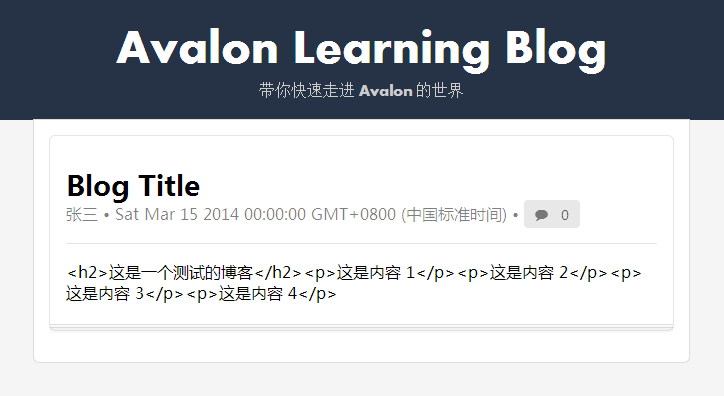 Avalon Learning Blog
带你快速走进 Avalon 的世界
Blog Title
张三 • Sat Mar 15 2014 00:00:00 GMT+0800 (中国标准时间) • 0
<h2>这是一个测试的博客</h2><p>这是内容 1</p><p>这是内容 2</p><p>
这是内容 3</p><p>这是内容 4</p>